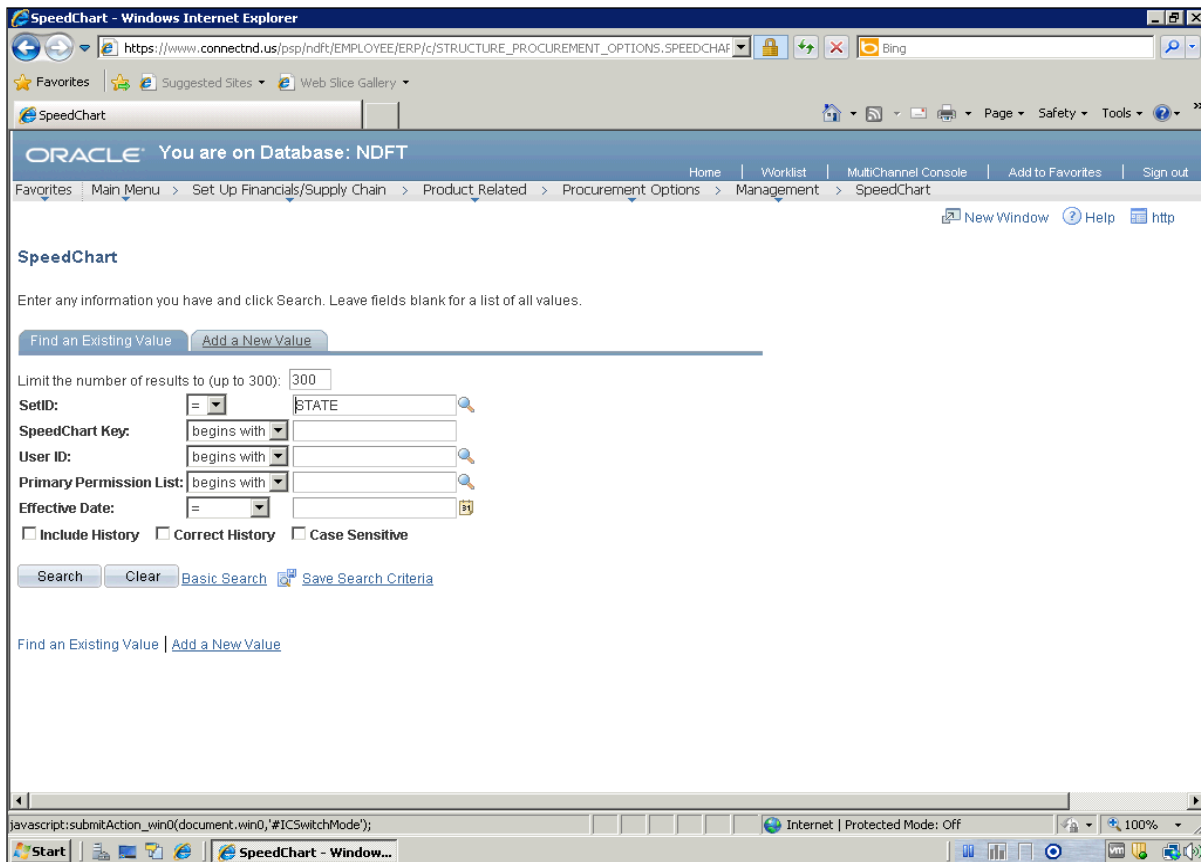 SpeedChart - Windows Internet Explorer
https://www.connectnd.us/psp/ndft/EMPLOYEE/ERP/c/STRUCTURE_PROCUREMENT_OPTIONS.SPEEDCHAR
Bing
Favorites Suggested Sites Web Slice Gallery
SpeedChart Page Safety Tools »
ORACLE You are on Database: NDFT
Home | Worklist | MultiChannel Console | Add to Favorites | Sign out
Favorites Main Menu > Set Up Financials/Supply Chain > Product Related > Procurement Options > Management > SpeedChart
New Window Help http
SpeedChart
Enter any information you have and click Search. Leave fields blank for a list of all values.
Find an Existing Value Add a New Value
Limit the number of results to (up to 300): 300
SetID: = STATE
SpeedChart Key: begins with
User ID: begins with
Primary Permission List: begins with
Effective Date: = 31
Include History Correct History Case Sensitive
Search Clear Basic Search Save Search Criteria
Find an Existing Value | Add a New Value
javascript:submitAction_win0(document.win0,'#ICSwitchMode'); Internet | Protected Mode: Off 100%
Start SpeedChart - Window... vm